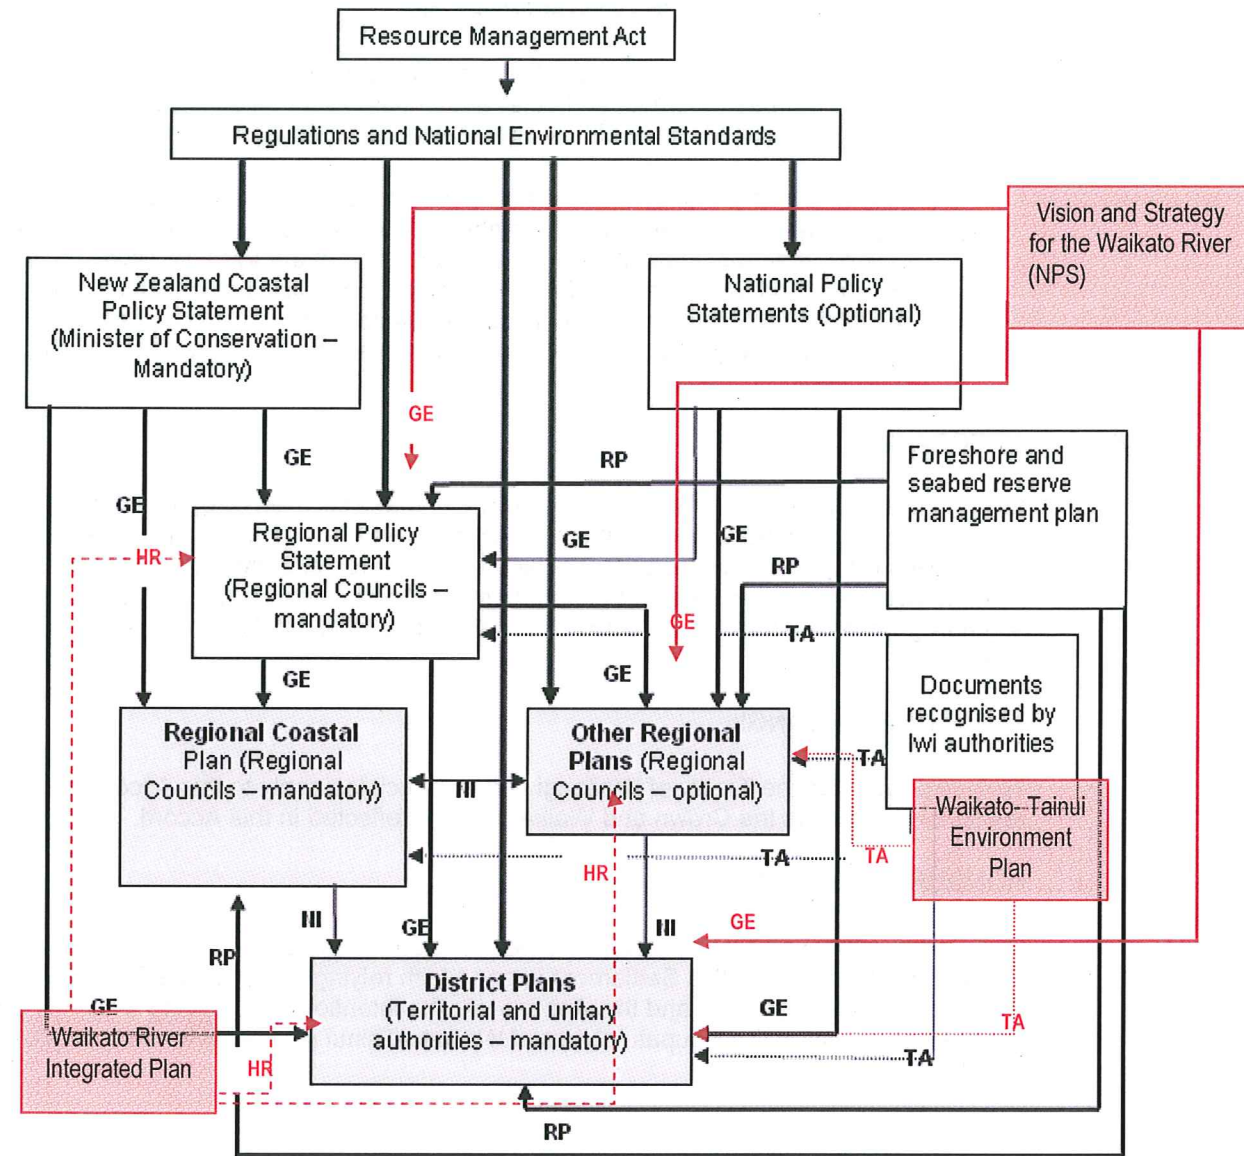 Resource Management Act
Regulations and National Environmental Standards
Vision and Strategy
for the Waikato River
(NPS)
New Zealand Coastal
Policy Statement
(Minister of Conservation –
Mandatory)
National Policy
Statements (Optional)
GE
GE
RP
GE
Foreshore and
seabed reserve
management plan
Regional Policy
Statement
(Regional Councils –
mandatory)
HR
GE
GE
RP
GE
TA
GE
GE
Documents
recognised by
Iwi authorities
Regional Coastal
Plan (Regional
Councils – mandatory)
Other Regional
Plans (Regional
Councils – optional)
NI
TA
Waikato- Tainui
Environment
Plan
HR
TA
TA
NI
GE
NI
GE
RP
District Plans
(Territorial and unitary
authorities – mandatory)
GE
GE
TA
Waikato River
Integrated Plan
HR
TA
RP